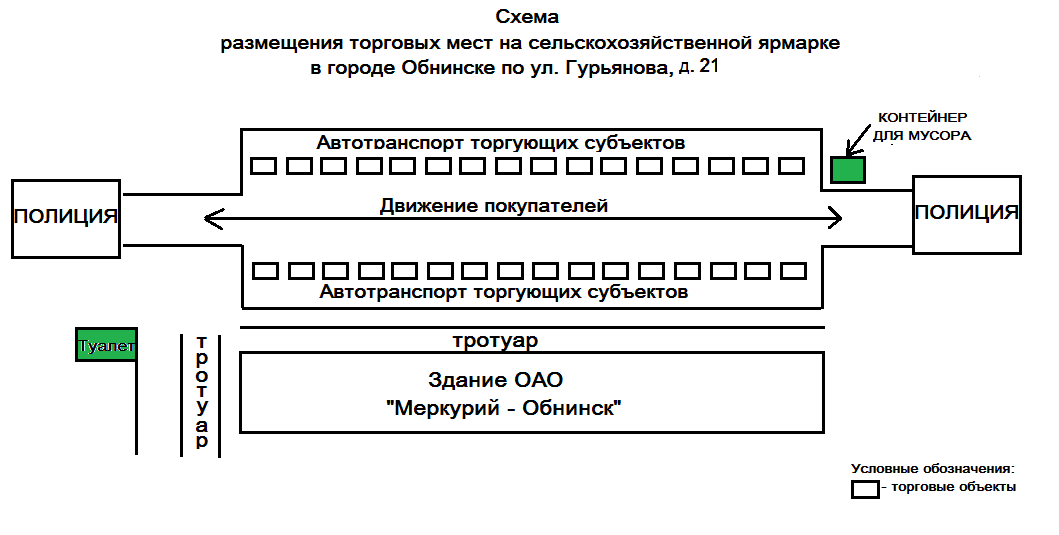 Схема
размещения торговых мест на сельскохозяйственной ярмарке
в городе Обнинске по ул. Гурьянова, д. 21
КОНТЕЙНЕР
ДЛЯ МУСОРА
Автотранспорт торгующих субъектов
ПОЛИЦИЯ
Движение покупателей
ПОЛИЦИЯ
Автотранспорт торгующих субъектов
Туалет
тротуар
тротуар
Здание ОАО
"Меркурий - Обнинск"
Условные обозначения:
- торговые объекты